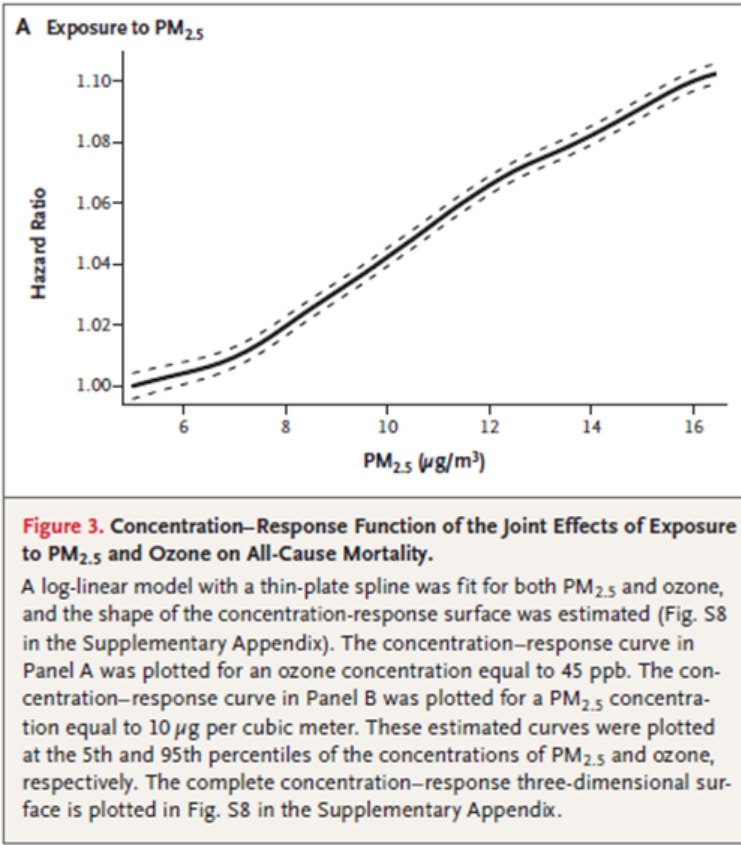 A Exposure to PM2.5
1.10
1.08
1.06
1.04
1.02
1.00
Hazard Ratio
6 8 10 12 14 16
PM2.5 (µg/m³)
Figure 3. Concentration–Response Function of the Joint Effects of Exposure
to PM2.5 and Ozone on All-Cause Mortality.
A log-linear model with a thin-plate spline was fit for both PM2.5 and ozone,
and the shape of the concentration-response surface was estimated (Fig. S8
in the Supplementary Appendix). The concentration–response curve in
Panel A was plotted for an ozone concentration equal to 45 ppb. The con-
centration–response curve in Panel B was plotted for a PM2.5 concentra-
tion equal to 10 µg per cubic meter. These estimated curves were plotted
at the 5th and 95th percentiles of the concentrations of PM2.5 and ozone,
respectively. The complete concentration–response three-dimensional sur-
face is plotted in Fig. S8 in the Supplementary Appendix.